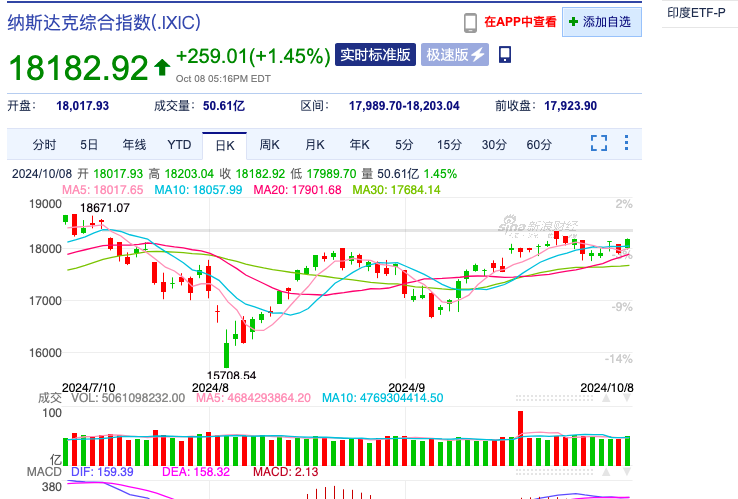 纳斯达克综合指数(.IXIC)
在APP中查看
添加自选
印度ETF-P
18182.92
+259.01(+1.45%)
实时标准版
极速版
Oct 08 05:16PM EDT
开盘： 18,017.93 成交量： 50.61亿 区间： 17,989.70-18,203.04 前收盘： 17,923.90
分时 5日 年线 YTD 日K 周K 月K 年K 5分 15分 30分 60分
2024/10/08 开 18017.93 高 18203.04 收 18182.92 低 17989.70 量 50.61亿 1.45%
MA5: 18017.65 MA10: 18057.99 MA20: 17901.68 MA30: 17684.14
19000 2%
18671.07
sina 新浪财经
18000
17000 -9%
16000 -14%
15708.54
2024/7/10 2024/8 2024/9 2024/10/8
成交 VOL: 5061098232.00 MA5: 4684293864.20 MA10: 4769304414.50
100
亿
MACD DIF: 159.39 DEA: 158.32 MACD: 2.13
380